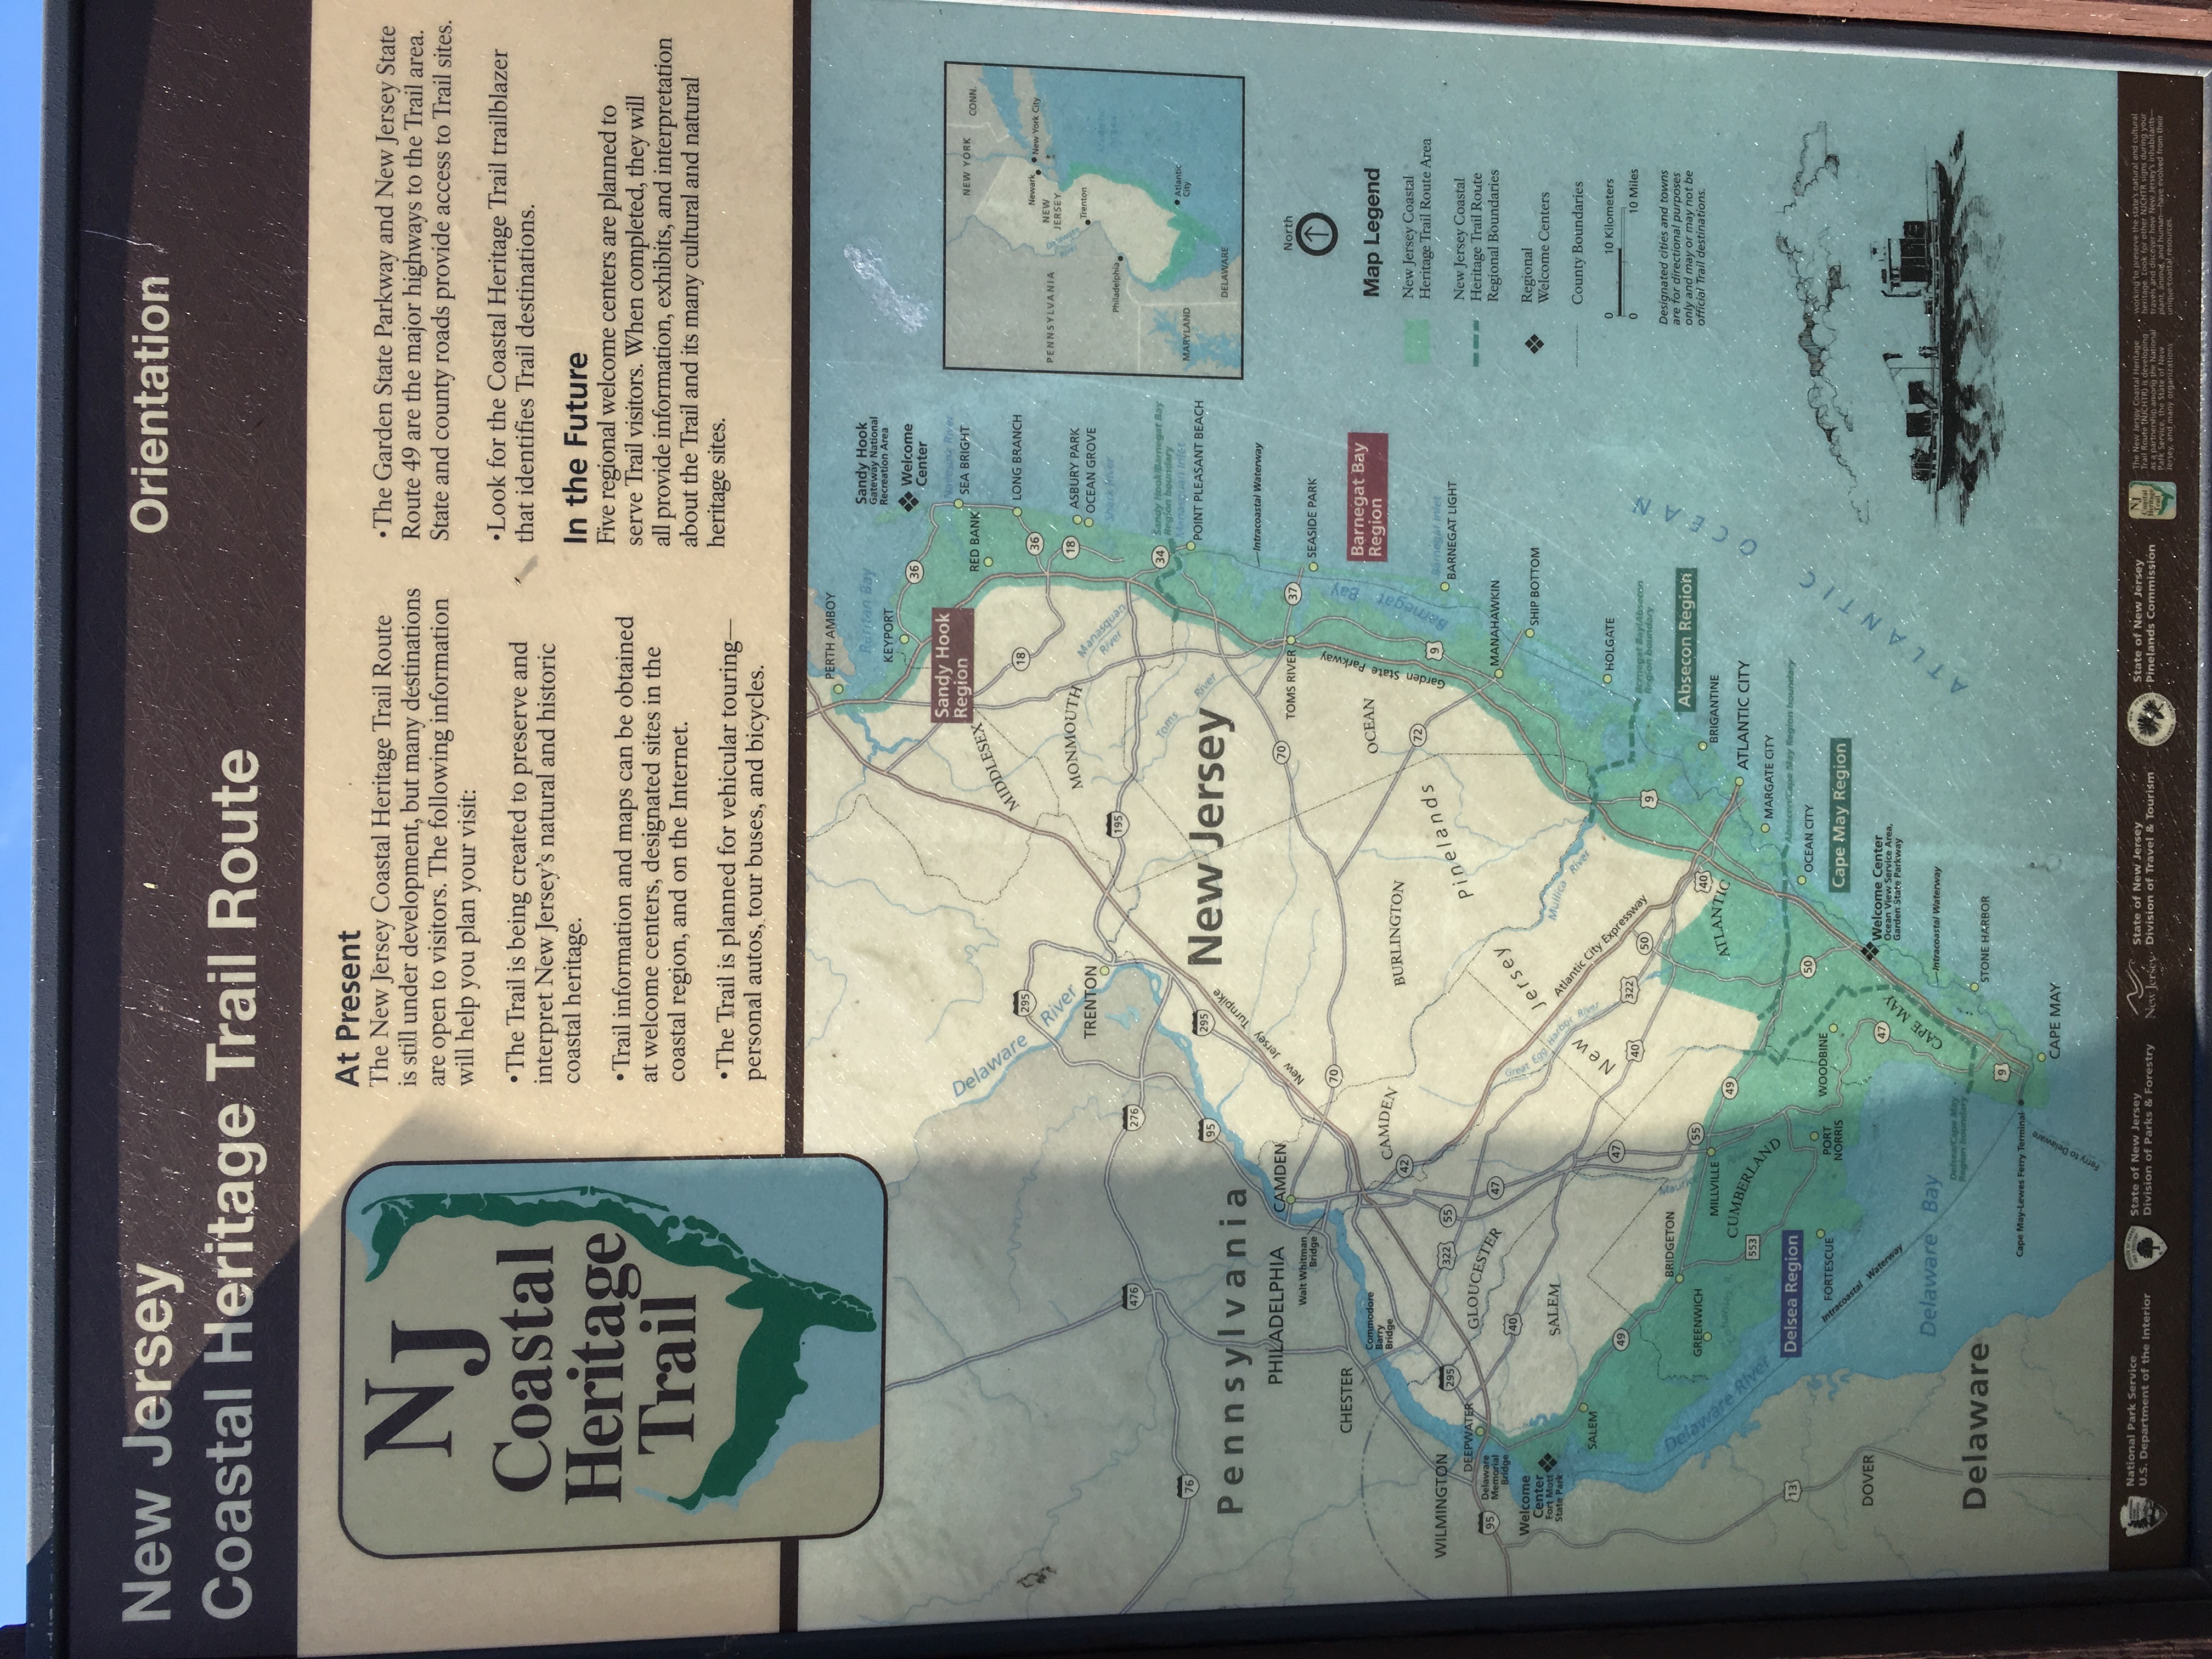 New Jersey
Coastal Heritage Trail Route
Orientation
NJ
Coastal
Heritage
Trail
At Present
The New Jersey Coastal Heritage Trail Route
is still under development, but many destinations
are open to visitors. The following information
will help you plan your visit:
•The Trail is being created to preserve and
interpret New Jersey's natural and historic
coastal heritage.
•Trail information and maps can be obtained
at welcome centers, designated sites in the
coastal region, and on the Internet.
•The Trail is planned for vehicular touring—
personal autos, tour buses, and bicycles.
•The Garden State Parkway and New Jersey State
Route 49 are the major highways to the Trail area.
State and county roads provide access to Trail sites.
•Look for the Coastal Heritage Trail trailblazer
that identifies Trail destinations.
In the Future
Five regional welcome centers are planned to
serve Trail visitors. When completed, they will
all provide information, exhibits, and interpretation
about the Trail and its many cultural and natural
heritage sites.
PERTH AMBOY
Raritan Bay
KEYPORT
36
Sandy Hook
Gateway National
Recreation Area
Welcome
Center
Sandy Hook
Region
Navesink River
SEA BRIGHT
RED BANK
MIDDLESEX
LONG BRANCH
18
36
Delaware
River
295
TRENTON
MONMOUTH
18
ASBURY PARK
OCEAN GROVE
Manasquan
River
Shark River
195
476
276
76
34
Sandy Hook/Barnegat Bay
Region boundary
Manasquan Inlet
POINT PLEASANT BEACH
Toms
River
95
295
New Jersey
Pennsylvania
New Jersey Turnpike
Intracoastal Waterway
PHILADELPHIA
CAMDEN
Walt Whitman
Bridge
70
TOMS RIVER
37
SEASIDE PARK
70
CHESTER
Commodore
Barry
Bridge
Garden State Parkway
Barnegat Bay
Barnegat Bay
Region
OCEAN
CAMDEN
BURLINGTON
42
72
9
Pinelands
Barnegat Inlet
BARNEGAT LIGHT
WILMINGTON
295
322
55
DEEPWATER
GLOUCESTER
95
Delaware
Memorial
Bridge
47
MANAHAWKIN
40
New Jersey
SHIP BOTTOM
Welcome
Center
Fort Mott
State Park
SALEM
Great Egg Harbor River
Mullica
River
Atlantic City Expressway
SALEM
49
47
40
322
50
9
HOLGATE
Barnegat Bay/Absecon
Region boundary
BRIDGETON
Absecon Region
GREENWICH
55
MILLVILLE
40
ATLANTIC
BRIGANTINE
Delaware River
49
CUMBERLAND
553
ATLANTIC CITY
MARGATE CITY
Absecon/Cape May Region boundary
13
Delsea Region
50
OCEAN CITY
FORTESCUE
PORT
NORRIS
WOODBINE
Cape May Region
Intracoastal Waterway
DOVER
47
Welcome Center
Ocean View Service Area,
Garden State Parkway
CAPE MAY
Delaware Bay
Intracoastal Waterway
Delsea/Cape May
Region boundary
Delaware
STONE HARBOR
9
Cape May-Lewes Ferry Terminal
Ferry to Delaware
CAPE MAY
ATLANTIC OCEAN
NEW YORK
CONN.
Newark
New York City
PENNSYLVANIA
NEW
JERSEY
Trenton
Philadelphia
Atlantic
City
MARYLAND
DELAWARE
North
Map Legend
New Jersey Coastal
Heritage Trail Route Area
New Jersey Coastal
Heritage Trail Route
Regional Boundaries
Regional
Welcome Centers
County Boundaries
0 10 Kilometers
0 10 Miles
Designated cities and towns
are for directional purposes
only and may or may not be
official Trail destinations.
National Park Service
U.S. Department of the Interior
State of New Jersey
Division of Parks & Forestry
New Jersey
State of New Jersey
Division of Travel & Tourism
State of New Jersey
Pinelands Commission
NJ
Coastal
Heritage
Trail
The New Jersey Coastal Heritage
Trail Route (NJCHTR) is developing
as a partnership among the National
Park Service, the State of New
Jersey, and many organizations
working to preserve the state's natural and cultural
heritage. Look for other NJCHTR signs during your
travels and discover how New Jersey's inhabitants—
plant, animal, and human—have evolved from their
unique coastal resources.